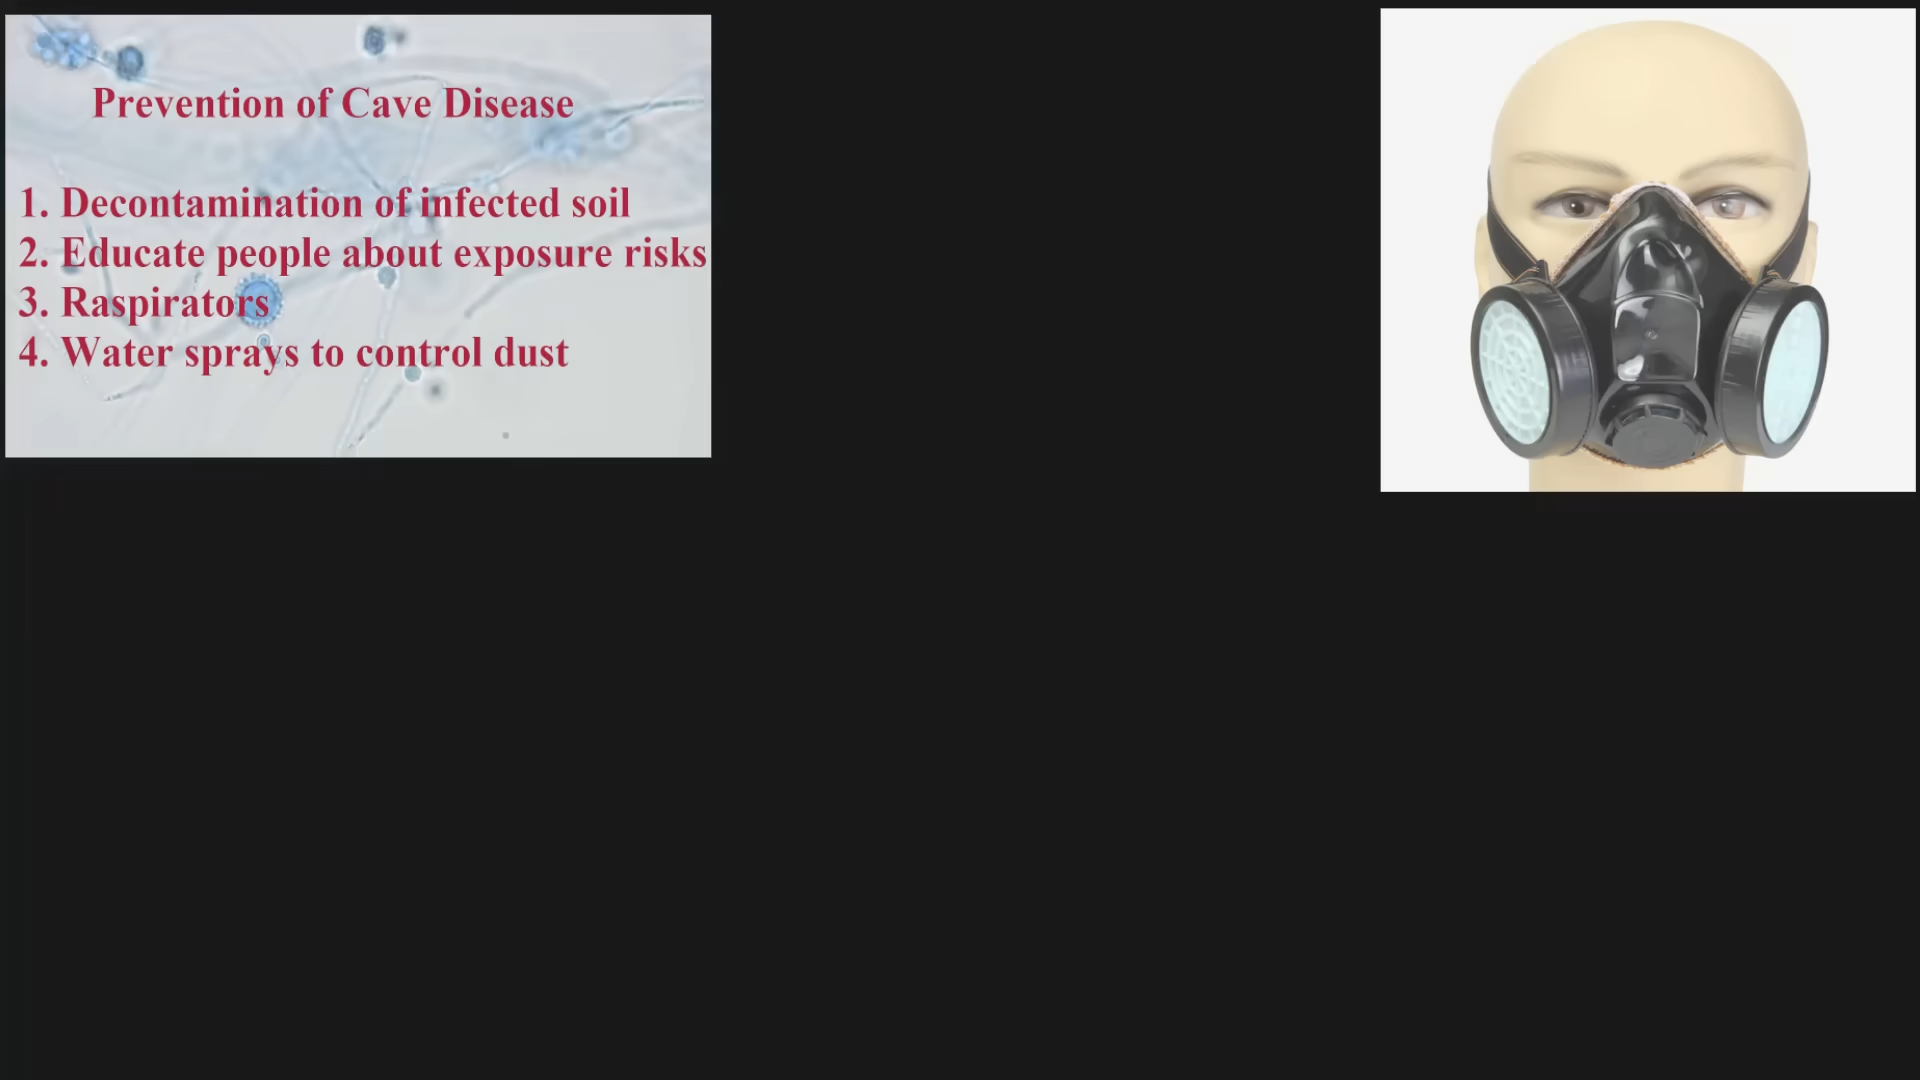 Prevention of Cave Disease
1. Decontamination of infected soil
2. Educate people about exposure risks
3. Raspirators
4. Water sprays to control dust